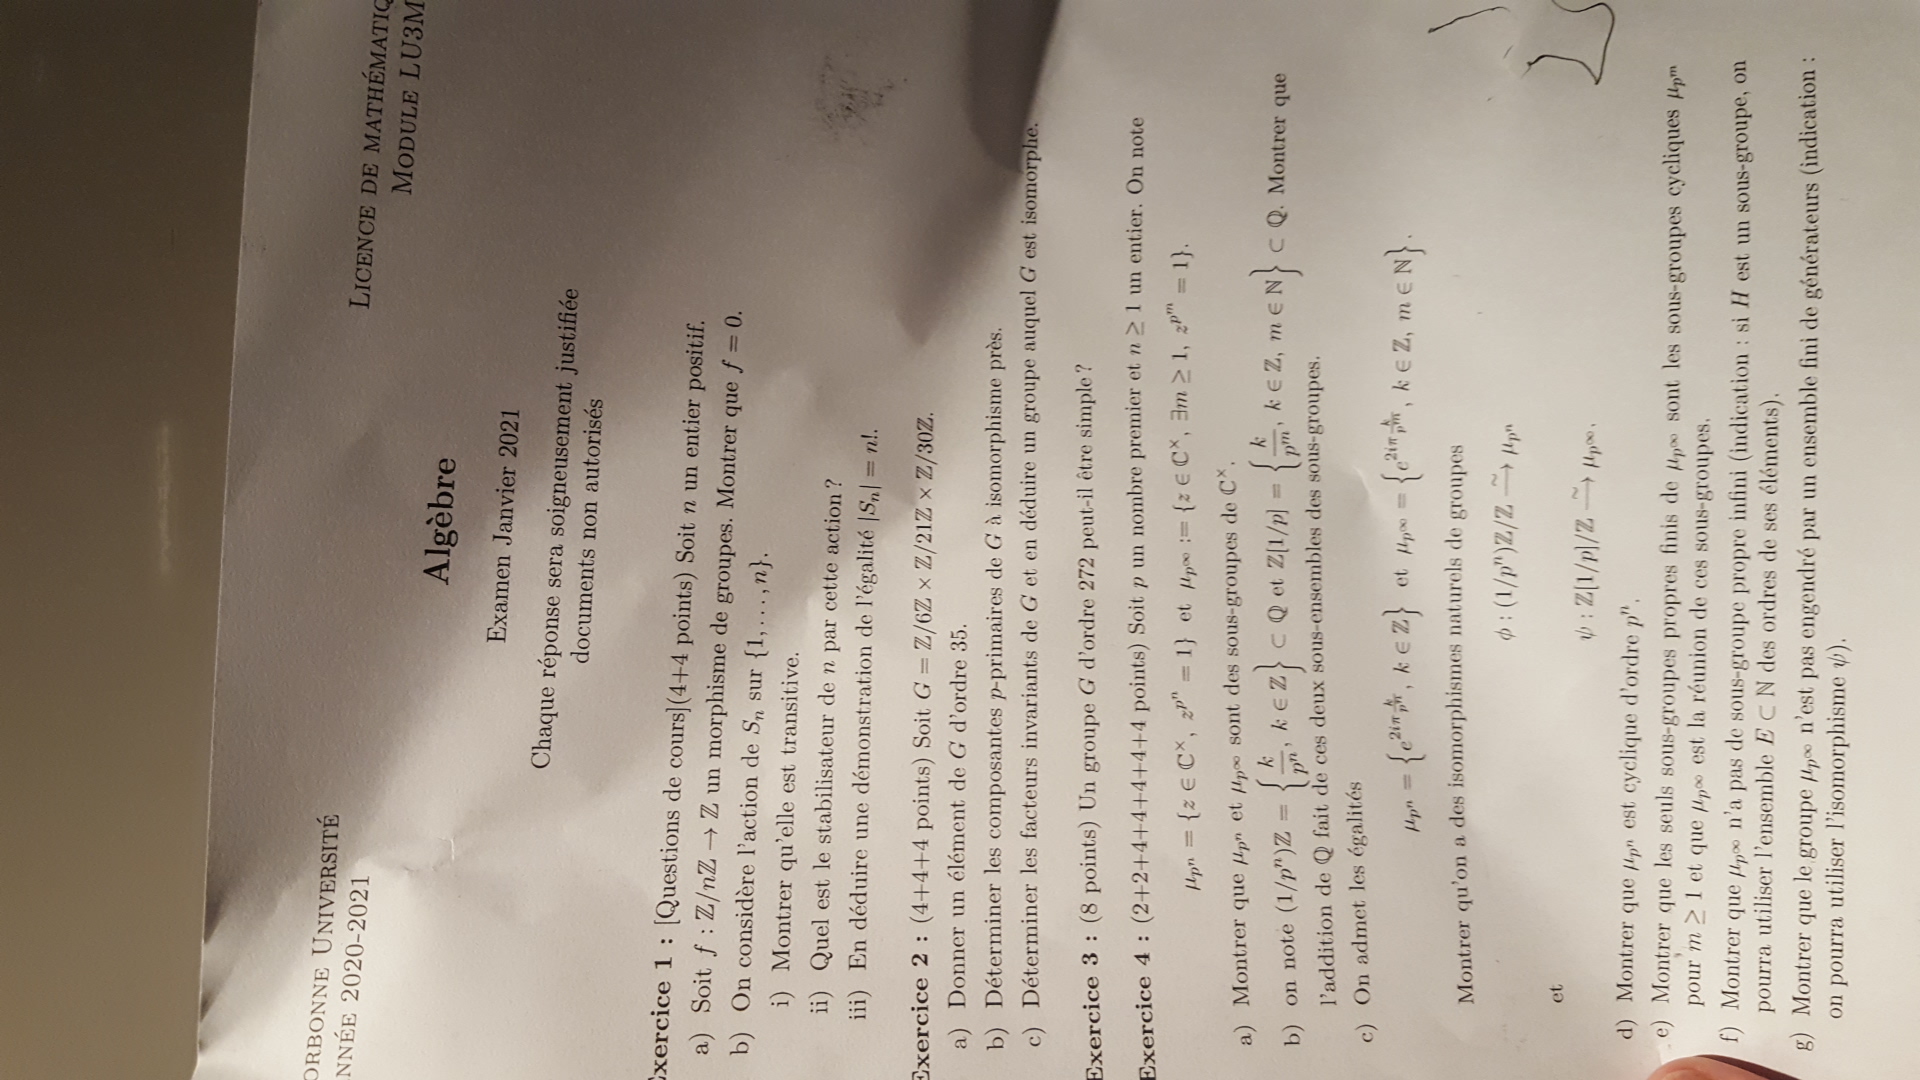 ORBONNE UNIVERSITÉ
NNÉE 2020-2021
LICENCE DE MATHÉMATIQ
MODULE LU3M
Algèbre
Examen Janvier 2021
Chaque réponse sera soigneusement justifiée
documents non autorisés
Exercice 1 : [Questions de cours](4+4 points) Soit n un entier positif.
a) Soit f : ℤ/nℤ → ℤ un morphisme de groupes. Montrer que f = 0.
b) On considère l'action de Sₙ sur {1, . . . , n}.
i) Montrer qu'elle est transitive.
ii) Quel est le stabilisateur de n par cette action ?
iii) En déduire une démonstration de l'égalité |Sₙ| = n!.
Exercice 2 : (4+4+4 points) Soit G = ℤ/6ℤ × ℤ/21ℤ × ℤ/30ℤ.
a) Donner un élément de G d'ordre 35.
b) Déterminer les composantes p-primaires de G à isomorphisme près.
c) Déterminer les facteurs invariants de G et en déduire un groupe auquel G est isomorphe.
Exercice 3 : (8 points) Un groupe G d'ordre 272 peut-il être simple ?
Exercice 4 : (2+2+4+4+4+4+4 points) Soit p un nombre premier et n ≥ 1 un entier. On note
μ_{p^n} = {z ∈ ℂ^×, z^{p^n} = 1} et μ_{p^∞} := {z ∈ ℂ^×, ∃m ≥ 1, z^{p^m} = 1}.
a) Montrer que μ_{p^n} et μ_{p^∞} sont des sous-groupes de ℂ^×.
b) on note (1/p^n)ℤ = {k/p^n, k ∈ ℤ} ⊂ ℚ et ℤ[1/p] = {k/p^m, k ∈ ℤ, m ∈ ℕ} ⊂ ℚ. Montrer que
l'addition de ℚ fait de ces deux sous-ensembles des sous-groupes.
c) On admet les égalités
μ_{p^n} = {e^{2iπ k/p^n}, k ∈ ℤ} et μ_{p^∞} = {e^{2iπ k/p^m}, k ∈ ℤ, m ∈ ℕ}.
Montrer qu'on a des isomorphismes naturels de groupes
ϕ : (1/p^n)ℤ/ℤ ⥲ μ_{p^n}
et
ψ : ℤ[1/p]/ℤ ⥲ μ_{p^∞}.
d) Montrer que μ_{p^n} est cyclique d'ordre p^n.
e) Montrer que les seuls sous-groupes propres finis de μ_{p^∞} sont les sous-groupes cycliques μ_{p^m}
pour m ≥ 1 et que μ_{p^∞} est la réunion de ces sous-groupes.
f) Montrer que μ_{p^∞} n'a pas de sous-groupe propre infini (indication : si H est un sous-groupe, on
pourra utiliser l'ensemble E ⊂ ℕ des ordres de ses éléments).
g) Montrer que le groupe μ_{p^∞} n'est pas engendré par un ensemble fini de générateurs (indication :
on pourra utiliser l'isomorphisme ψ).